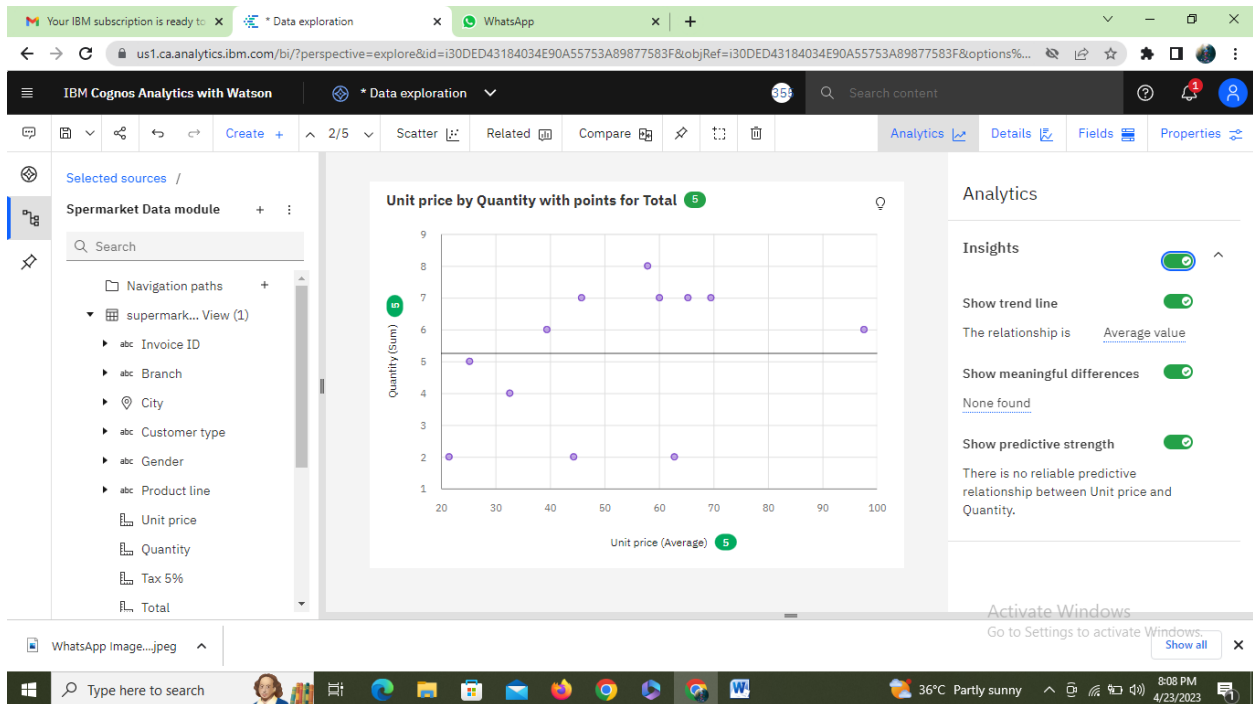 Your IBM subscription is ready to
* Data exploration
WhatsApp
us1.ca.analytics.ibm.com/bi/?perspective=explore&id=i30DED43184034E90A55753A89877583F&objRef=i30DED43184034E90A55753A89877583F&options%...
IBM Cognos Analytics with Watson
* Data exploration
Search content
1
Create +
2/5
Scatter
Related
Compare
Analytics
Details
Fields
Properties
Selected sources /
Spermarket Data module
Search
Navigation paths
supermark... View (1)
abc Invoice ID
abc Branch
City
abc Customer type
abc Gender
abc Product line
Unit price
Quantity
Tax 5%
Total
Unit price by Quantity with points for Total 5
9
8
7
6
5
4
3
2
1
Quantity (Sum) 5
20 30 40 50 60 70 80 90 100
Unit price (Average) 5
Analytics
Insights
Show trend line
The relationship is Average value
Show meaningful differences
None found
Show predictive strength
There is no reliable predictive
relationship between Unit price and
Quantity.
Activate Windows
Go to Settings to activate Windows.
WhatsApp Image....jpeg
Show all
Type here to search
36°C Partly sunny
8:08 PM
4/23/2023
1